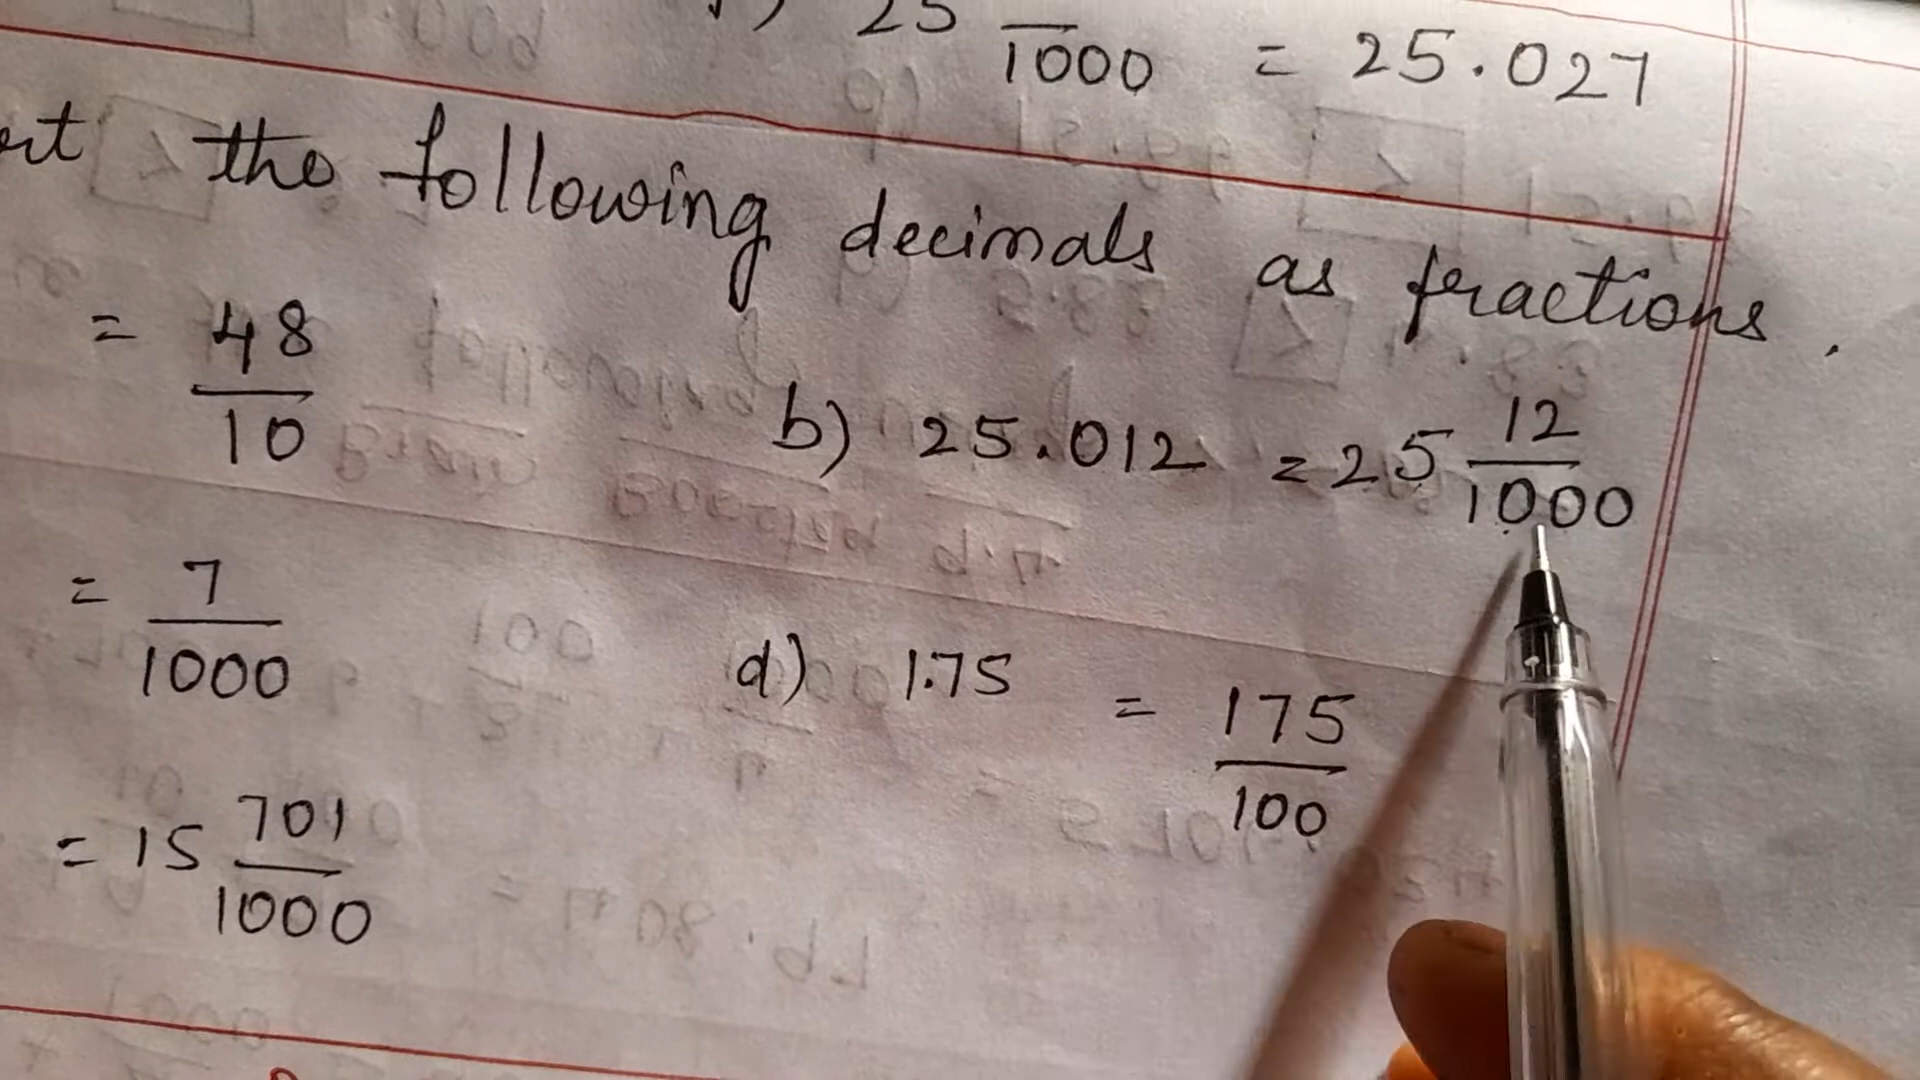 25 /1000 = 25.027
the following decimals as fractions.
= 48/10
b) 25.012 = 25 12/1000
= 7/1000
d) 1.75 = 175/100
= 15 701/1000